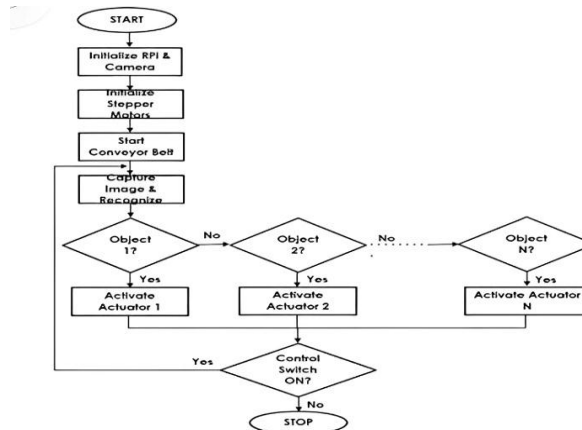 START
Initialize RPi &
Camera
Initialize
Stepper
Motors
Start
Conveyor Belt
Capture
Image &
Recognize
Object
1?
No
Object
2?
No
Object
N?
Yes
Yes
Yes
Activate
Actuator 1
Activate
Actuator 2
Activate Actuator
N
Control
Switch
ON?
Yes
No
STOP